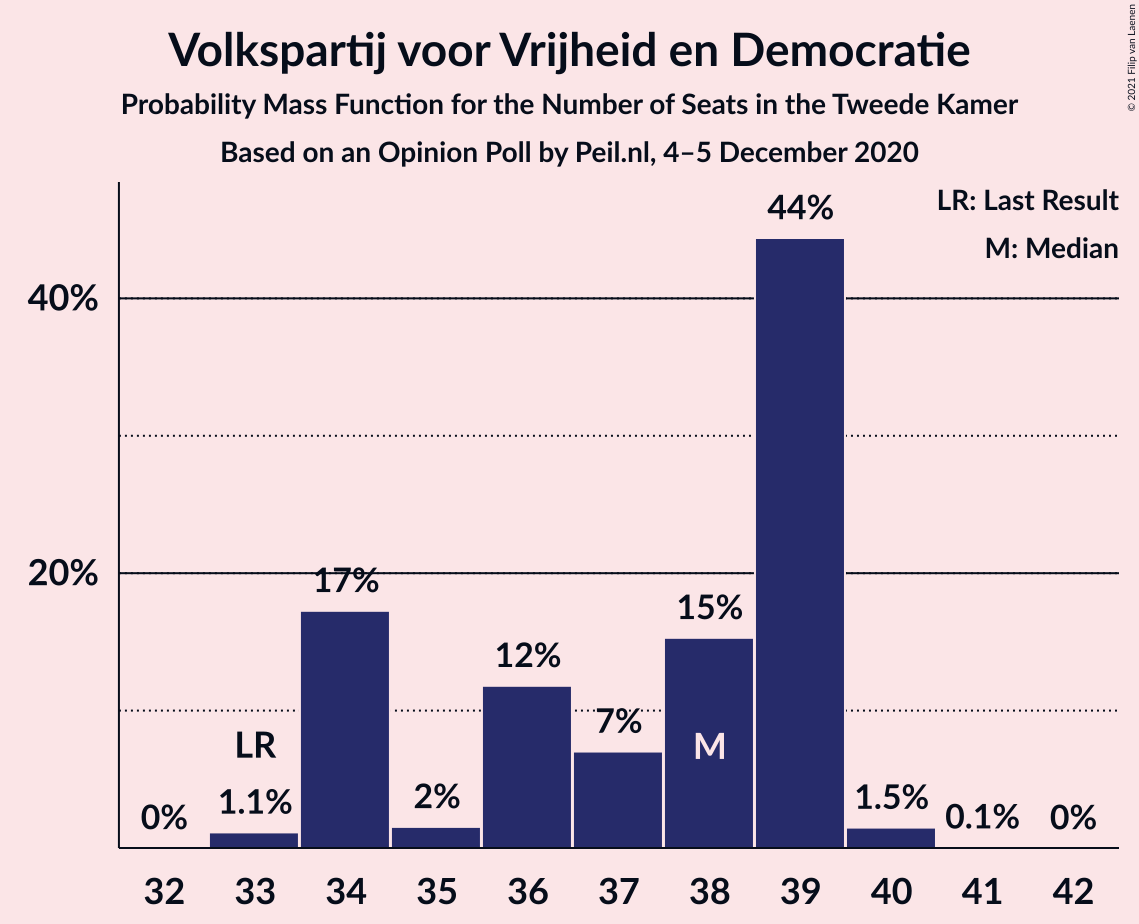 Volkspartij voor Vrijheid en Democratie
Probability Mass Function for the Number of Seats in the Tweede Kamer
Based on an Opinion Poll by Peil.nl, 4–5 December 2020
© 2021 Filip van Laenen
LR: Last Result
M: Median
44%
40%
20%
17%
15%
12%
7%
LR
M
0%
1.1%
2%
1.5%
0.1%
0%
32 33 34 35 36 37 38 39 40 41 42